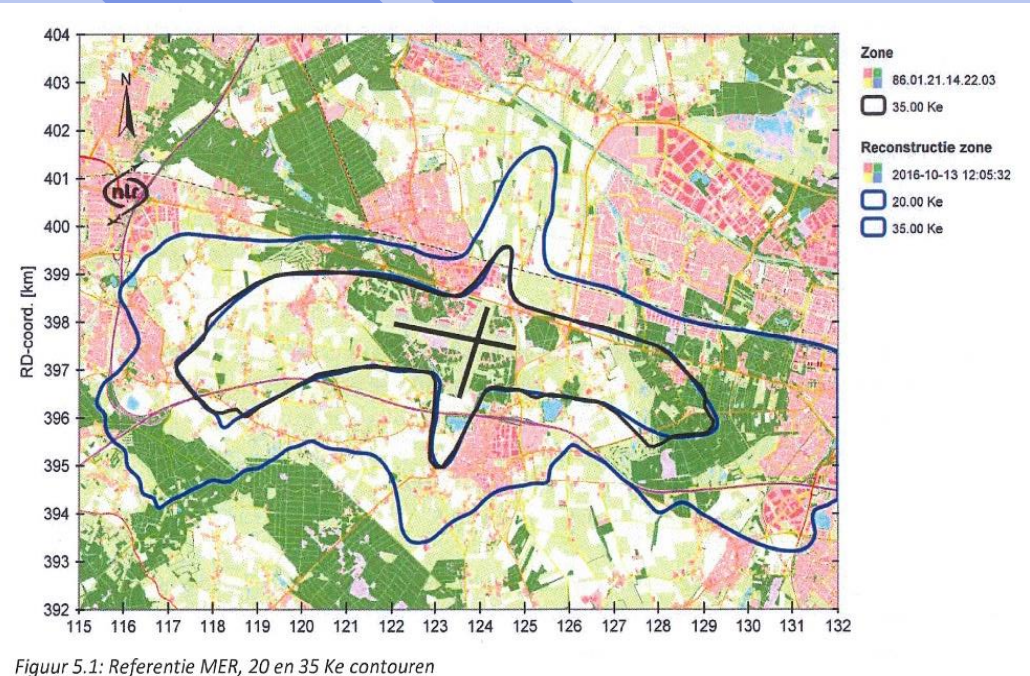 404
403
402
401
400
399
398
397
396
395
394
393
392
RD-coord. [km]
N
nlr
115 116 117 118 119 120 121 122 123 124 125 126 127 128 129 130 131 132
Zone
86.01.21.14.22.03
35.00 Ke
Reconstructie zone
2016-10-13 12:05:32
20.00 Ke
35.00 Ke
Figuur 5.1: Referentie MER, 20 en 35 Ke contouren